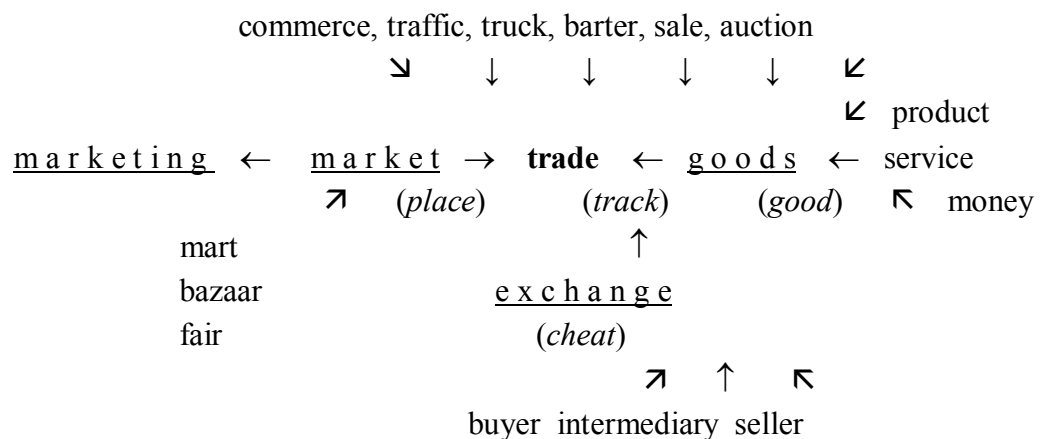 commerce, traffic, truck, barter, sale, auction
↘ ↓ ↓ ↓ ↓ ↙
↙ product
marketing ← market → trade ← goods ← service
↗ (place) (track) (good) ↖ money
mart ↑
bazaar exchange
fair (cheat)
↗ ↑ ↖
buyer intermediary seller